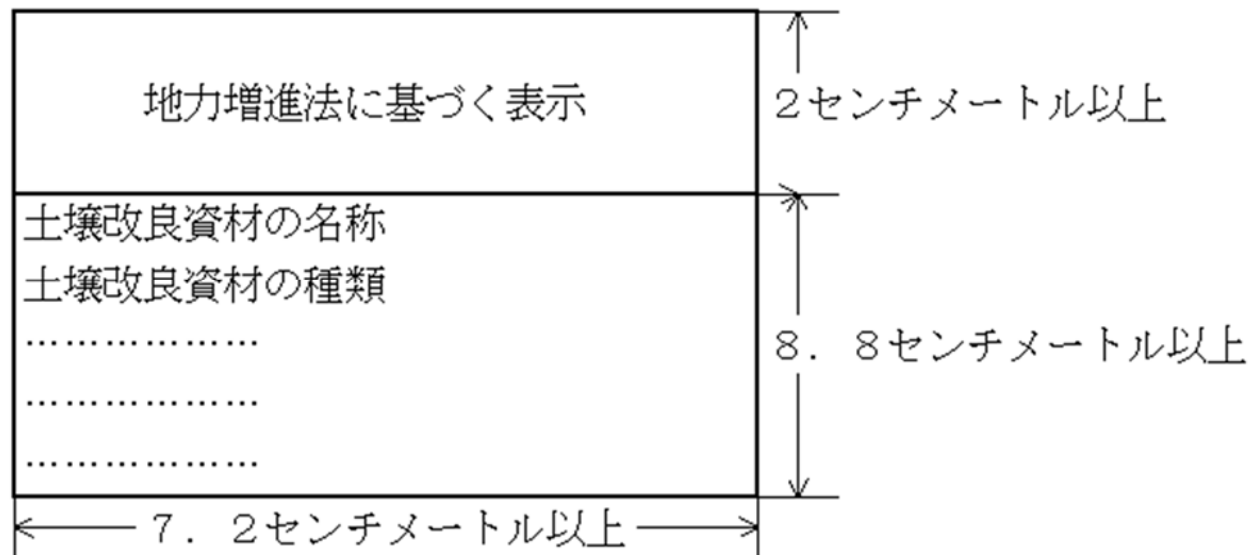 地力増進法に基づく表示
2センチメートル以上
土壌改良資材の名称
土壌改良資材の種類
………………
………………
………………
8．8センチメートル以上
7．2センチメートル以上